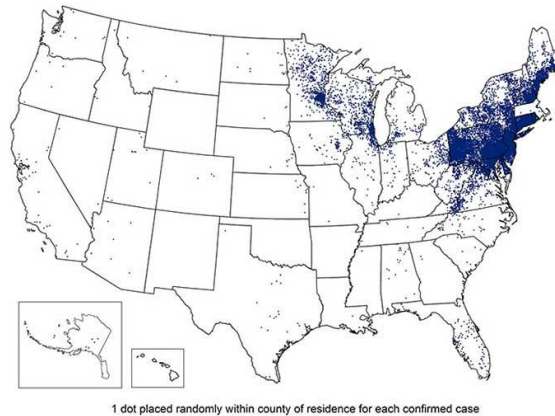 1 dot placed randomly within county of residence for each confirmed case